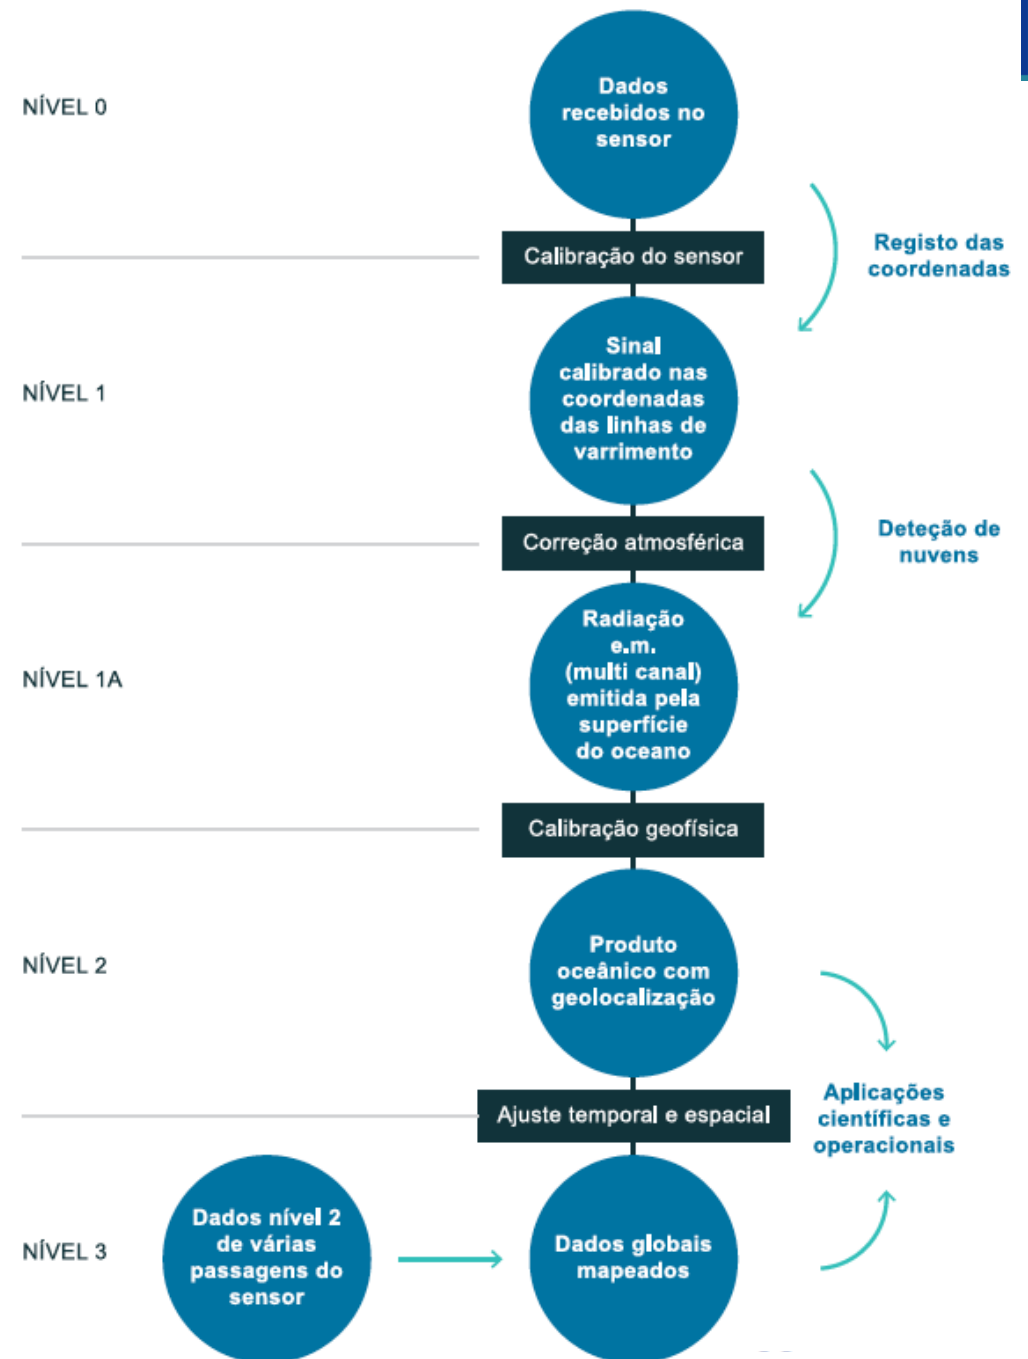 NÍVEL 0
Dados
recebidos no
sensor
Calibração do sensor
Registo das
coordenadas
NÍVEL 1
Sinal
calibrado nas
coordenadas
das linhas de
varrimento
Correção atmosférica
Deteção de
nuvens
NÍVEL 1A
Radiação
e.m.
(multi canal)
emitida pela
superfície
do oceano
Calibração geofísica
NÍVEL 2
Produto
oceânico com
geolocalização
Ajuste temporal e espacial
Aplicações
científicas e
operacionais
NÍVEL 3
Dados nível 2
de várias
passagens do
sensor
Dados globais
mapeados